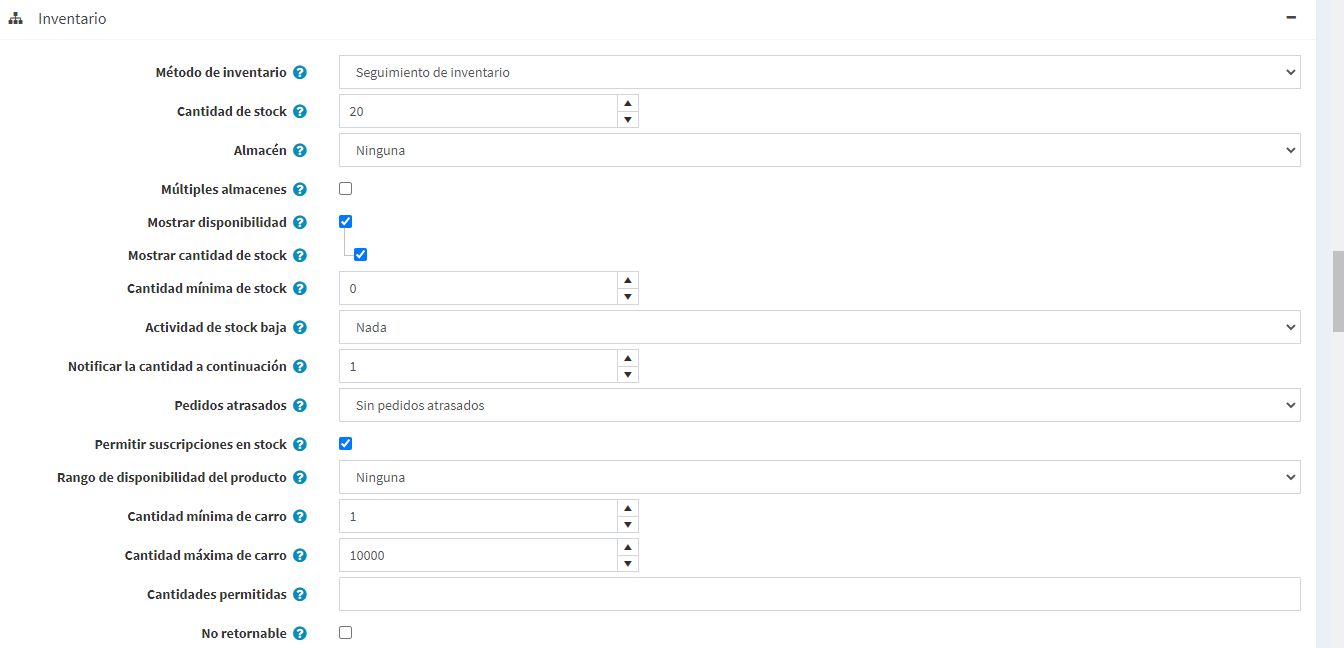 Inventario
Método de inventario Seguimiento de inventario
Cantidad de stock 20
Almacén Ninguna
Múltiples almacenes
Mostrar disponibilidad
Mostrar cantidad de stock
Cantidad mínima de stock 0
Actividad de stock baja Nada
Notificar la cantidad a continuación 1
Pedidos atrasados Sin pedidos atrasados
Permitir suscripciones en stock
Rango de disponibilidad del producto Ninguna
Cantidad mínima de carro 1
Cantidad máxima de carro 10000
Cantidades permitidas
No retornable